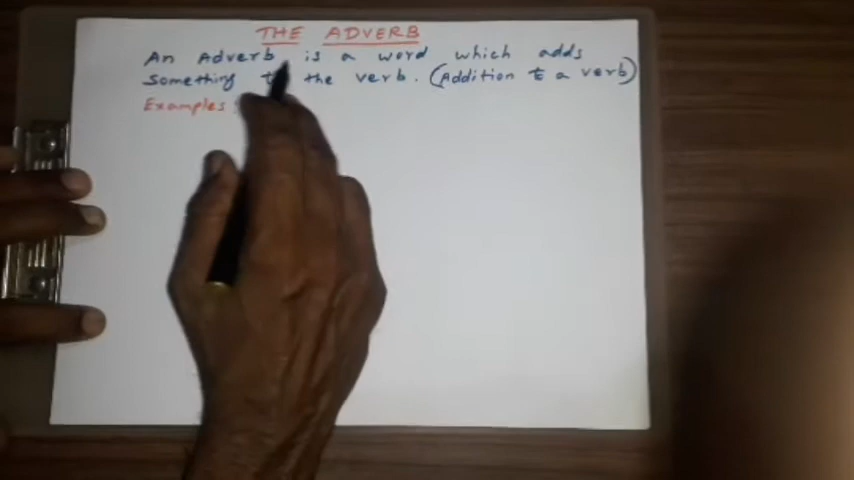 THE ADVERB
An Adverb is a word which adds
Something the verb. (Addition to a verb)
Examples :